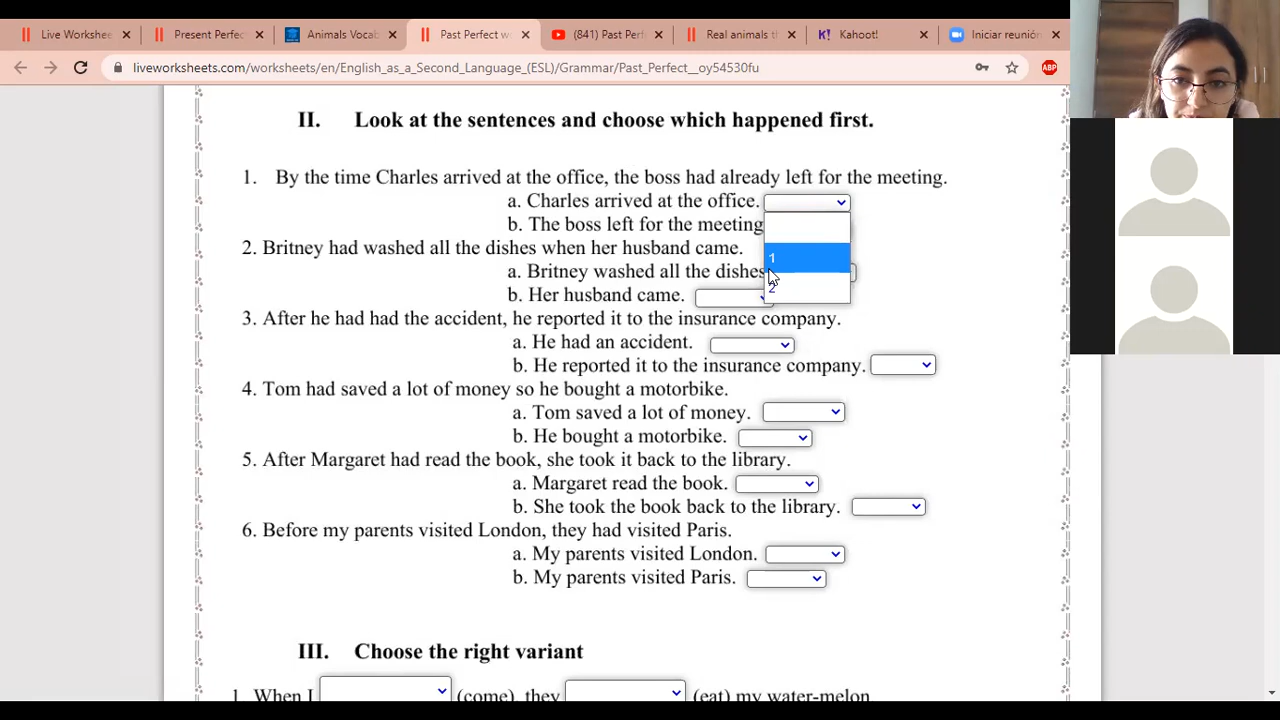 Live Workshee
Present Perfec
Animals Vocab
Past Perfect w
(841) Past Perf
Real animals th
Kahoot!
Iniciar reunión
liveworksheets.com/worksheets/en/English_as_a_Second_Language_(ESL)/Grammar/Past_Perfect__oy54530fu
ABP
II. Look at the sentences and choose which happened first.
1. By the time Charles arrived at the office, the boss had already left for the meeting.
a. Charles arrived at the office.
b. The boss left for the meeting
1
2
2. Britney had washed all the dishes when her husband came.
a. Britney washed all the dishes
b. Her husband came.
3. After he had had the accident, he reported it to the insurance company.
a. He had an accident.
b. He reported it to the insurance company.
4. Tom had saved a lot of money so he bought a motorbike.
a. Tom saved a lot of money.
b. He bought a motorbike.
5. After Margaret had read the book, she took it back to the library.
a. Margaret read the book.
b. She took the book back to the library.
6. Before my parents visited London, they had visited Paris.
a. My parents visited London.
b. My parents visited Paris.
III. Choose the right variant
1. When I (come), they (eat) my water-melon